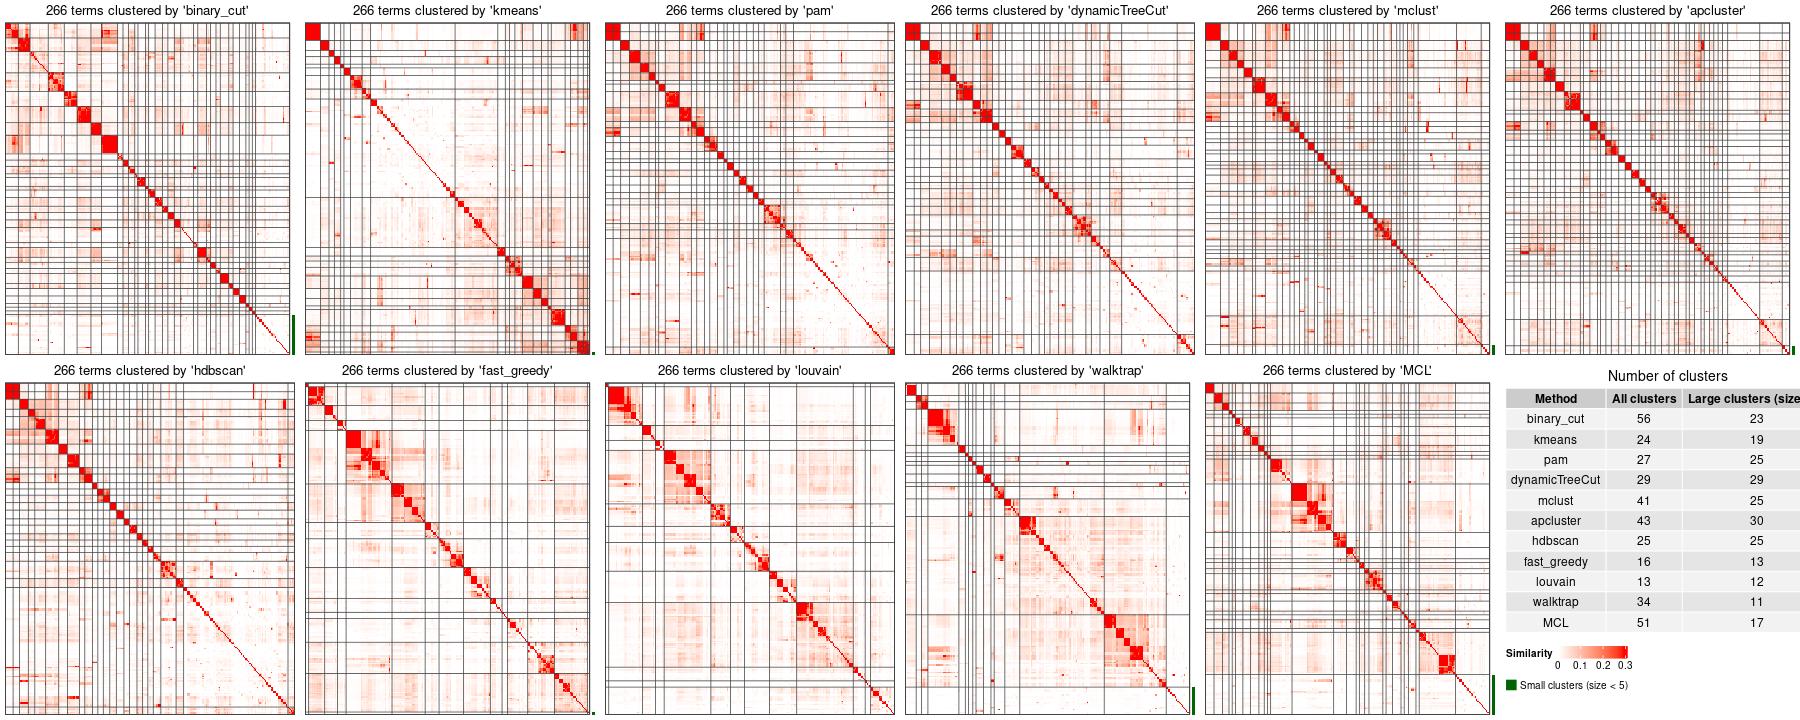 266 terms clustered by 'binary_cut'
266 terms clustered by 'kmeans'
266 terms clustered by 'pam'
266 terms clustered by 'dynamicTreeCut'
266 terms clustered by 'mclust'
266 terms clustered by 'apcluster'
266 terms clustered by 'hdbscan'
266 terms clustered by 'fast_greedy'
266 terms clustered by 'louvain'
266 terms clustered by 'walktrap'
266 terms clustered by 'MCL'
Number of clusters
Method All clusters Large clusters (size
binary_cut 56 23
kmeans 24 19
pam 27 25
dynamicTreeCut 29 29
mclust 41 25
apcluster 43 30
hdbscan 25 25
fast_greedy 16 13
louvain 13 12
walktrap 34 11
MCL 51 17
Similarity
0 0.1 0.2 0.3
Small clusters (size < 5)